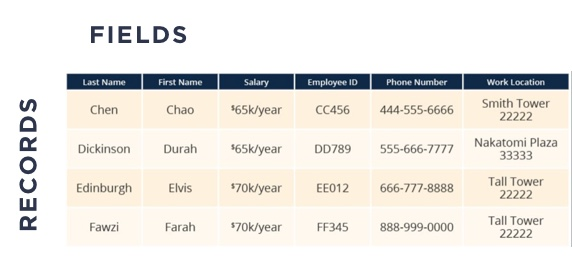 FIELDS
RECORDS
Last Name First Name Salary Employee ID Phone Number Work Location
Chen Chao $65k/year CC456 444-555-6666 Smith Tower
22222
Dickinson Durah $65k/year DD789 555-666-7777 Nakatomi Plaza
33333
Edinburgh Elvis $70k/year EE012 666-777-8888 Tall Tower
22222
Fawzi Farah $70k/year FF345 888-999-0000 Tall Tower
22222